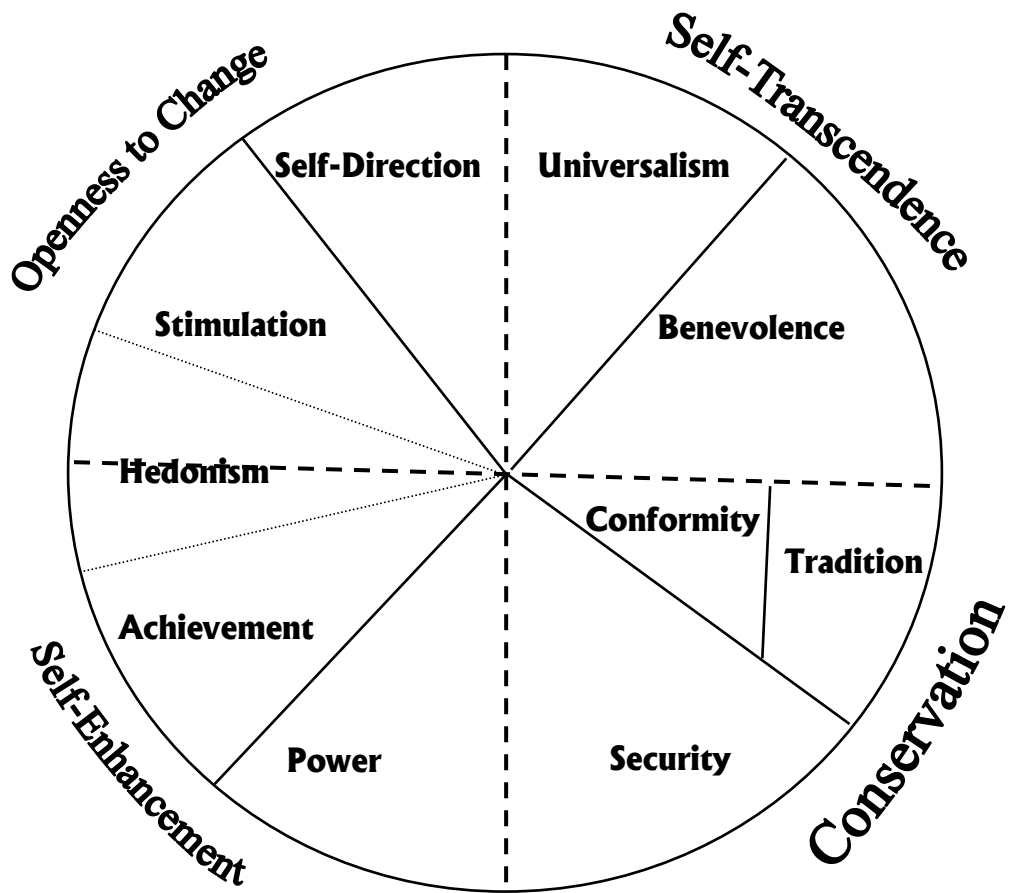 Openness to Change
Self-Transcendence
Self-Direction
Universalism
Stimulation
Benevolence
Hedonism
Conformity
Tradition
Achievement
Self-Enhancement
Conservation
Power
Security